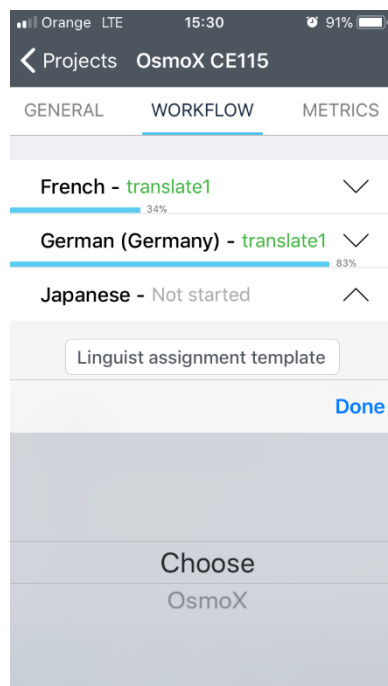 Orange LTE 15:30 91%
Projects OsmoX CE115
GENERAL WORKFLOW METRICS
French - translate1
34%
German (Germany) - translate1
83%
Japanese - Not started
Linguist assignment template
Done
Choose
OsmoX